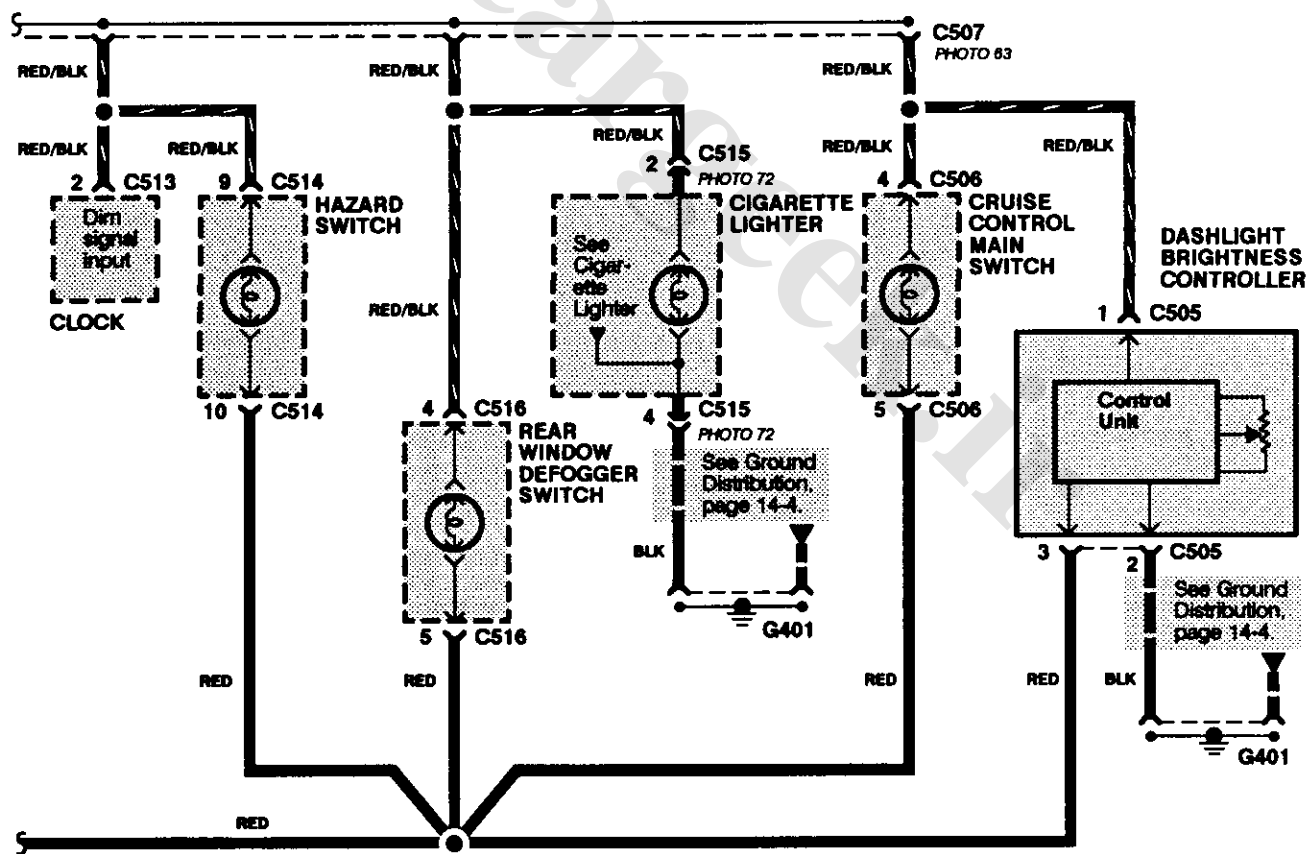 C507
PHOTO 63
RED/BLK
RED/BLK
RED/BLK
RED/BLK
RED/BLK
RED/BLK
RED/BLK
RED/BLK
RED/BLK
2
C513
9
C514
2
C515
PHOTO 72
4
C506
Dim
signal
input
CLOCK
HAZARD
SWITCH
CIGARETTE
LIGHTER
See
Cigar-
ette
Lighter
CRUISE
CONTROL
MAIN
SWITCH
DASHLIGHT
BRIGHTNESS
CONTROLLER
RED/BLK
1
C505
Control
Unit
10
C514
4
C516
4
C515
PHOTO 72
5
C506
REAR
WINDOW
DEFOGGER
SWITCH
See Ground
Distribution,
page 14-4.
BLK
G401
5
C516
3
2
C505
See Ground
Distribution,
page 14-4.
RED
RED
RED
RED
BLK
G401
RED